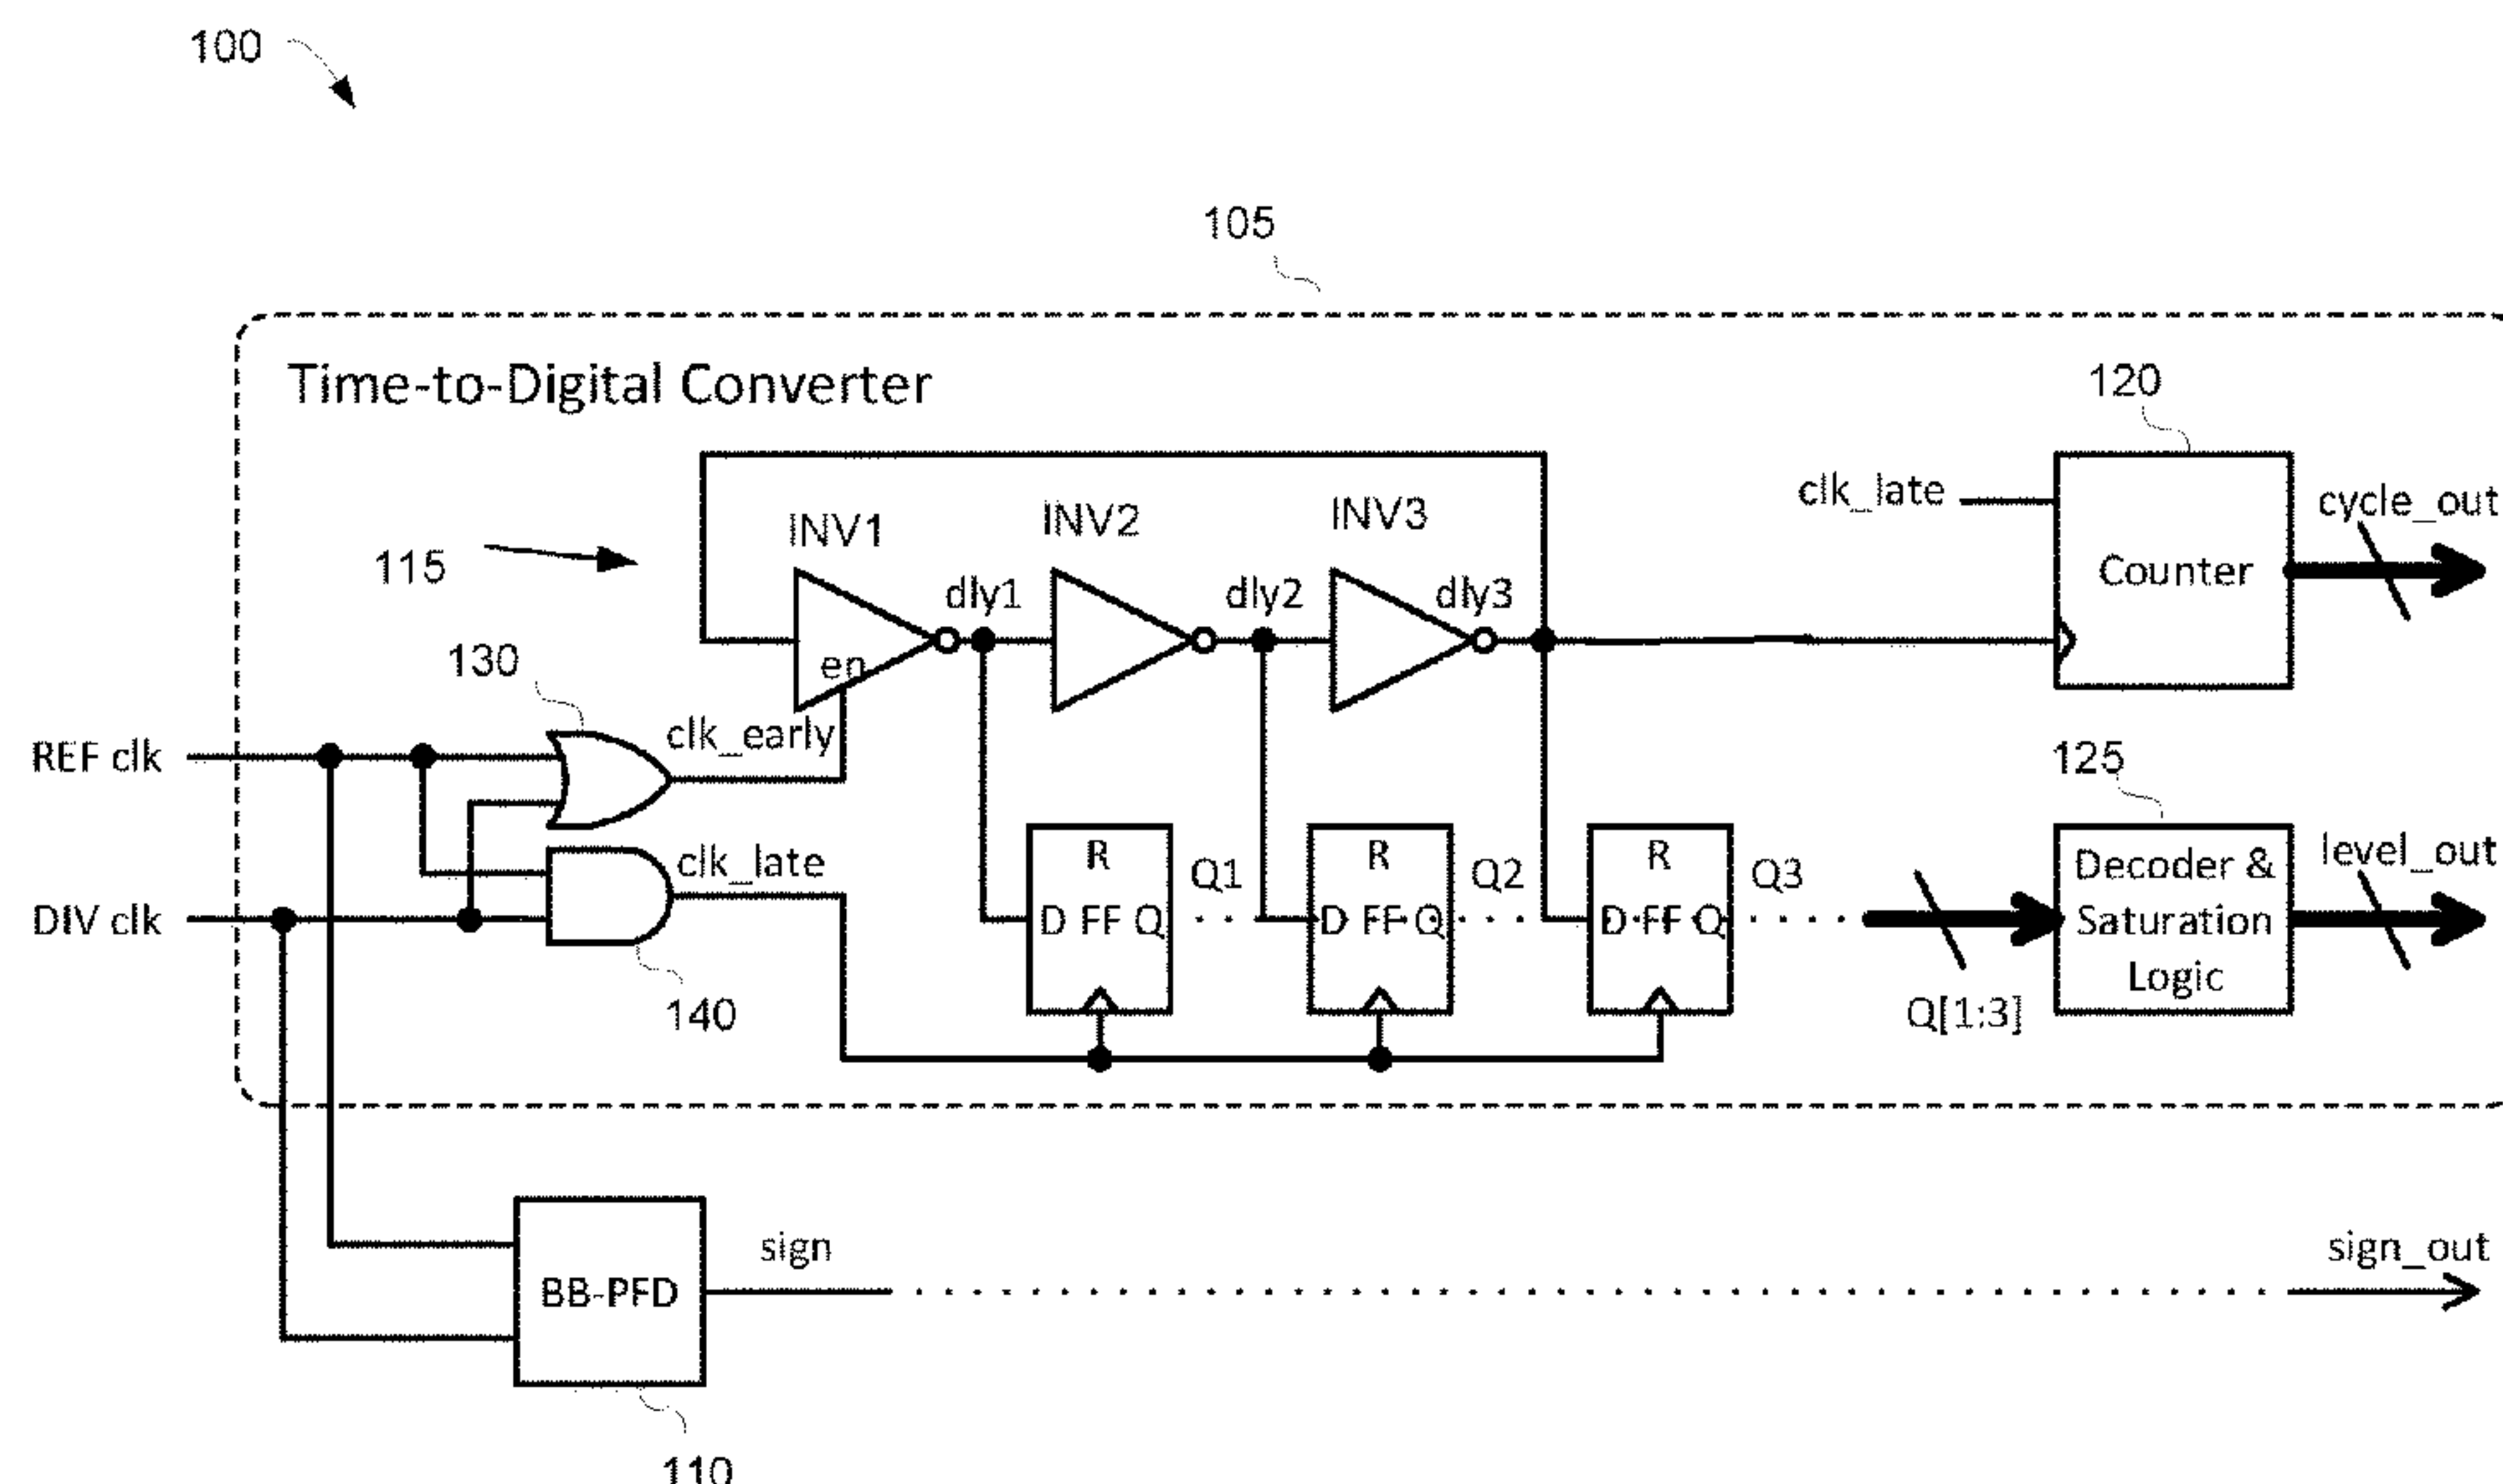 100
105
Time-to-Digital Converter
120
clk_late
cycle_out
INV1
INV2
INV3
115
dly1
dly2
dly3
Counter
en
130
clk_early
REF clk
125
clk_late
R
Q1
R
Q2
R
Q3
Decoder &
Saturation
Logic
level_out
DIV clk
D FF Q
D FF Q
D FF Q
140
Q[1:3]
sign
sign_out
BB-PFD
110